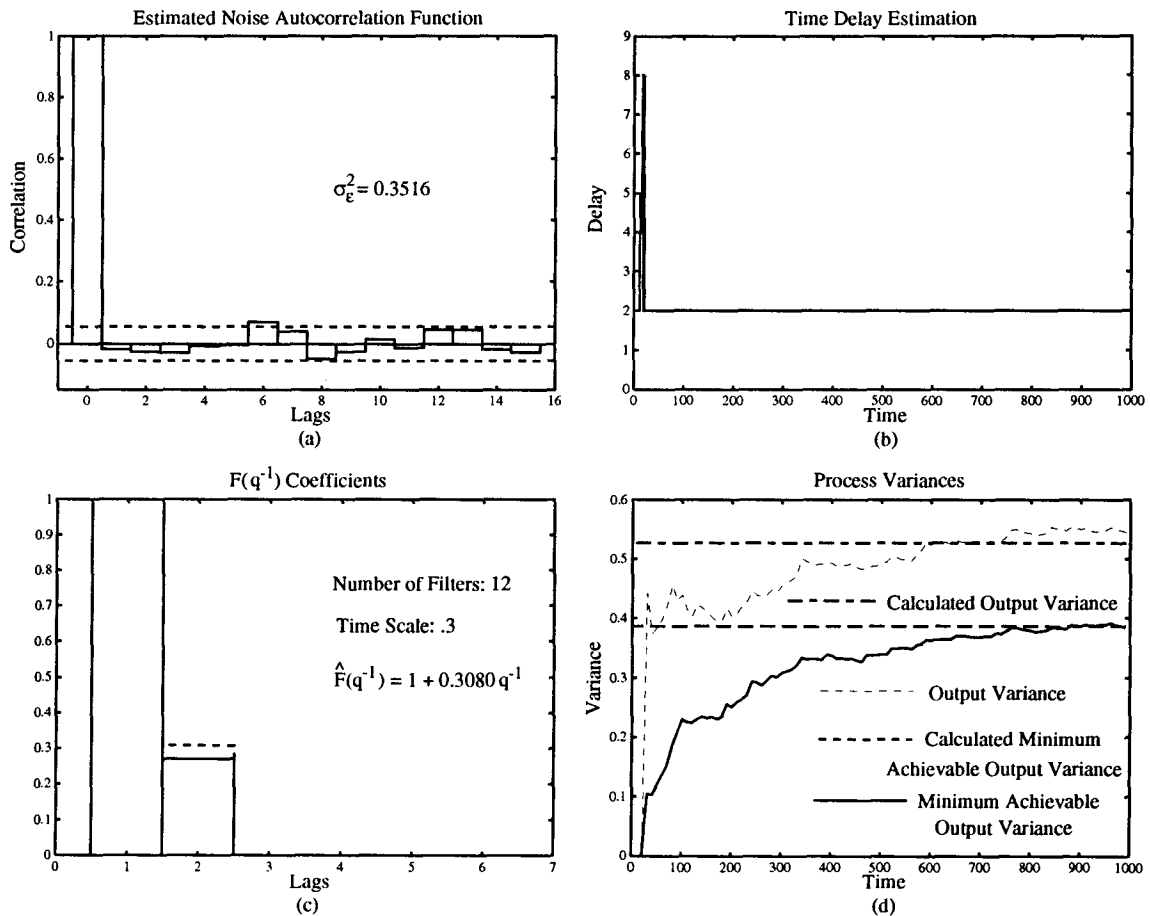 Estimated Noise Autocorrelation Function
1
0.8
0.6
0.4
0.2
0
Correlation
σ²_ε = 0.3516
0 2 4 6 8 10 12 14 16
Lags
(a)
Time Delay Estimation
9
8
7
6
5
4
3
2
1
0
Delay
0 100 200 300 400 500 600 700 800 900 1000
Time
(b)
F(q⁻¹) Coefficients
1
0.9
0.8
0.7
0.6
0.5
0.4
0.3
0.2
0.1
0
Number of Filters: 12
Time Scale: .3
F̂(q⁻¹) = 1 + 0.3080 q⁻¹
0 1 2 3 4 5 6 7
Lags
(c)
Process Variances
0.6
0.5
0.4
0.3
0.2
0.1
0
Variance
Calculated Output Variance
Output Variance
Calculated Minimum
Achievable Output Variance
Minimum Achievable
Output Variance
0 100 200 300 400 500 600 700 800 900 1000
Time
(d)